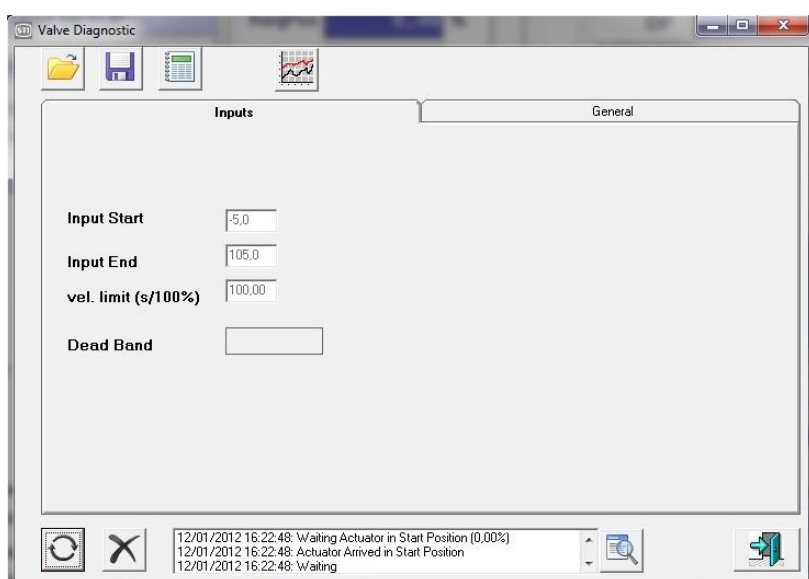 STI Valve Diagnostic
Inputs General
Input Start -5,0
Input End 105,0
vel. limit (s/100%) 100,00
Dead Band
12/01/2012 16:22:48: Waiting Actuator in Start Position (0,00%)
12/01/2012 16:22:48: Actuator Arrived in Start Position
12/01/2012 16:22:48: Waiting